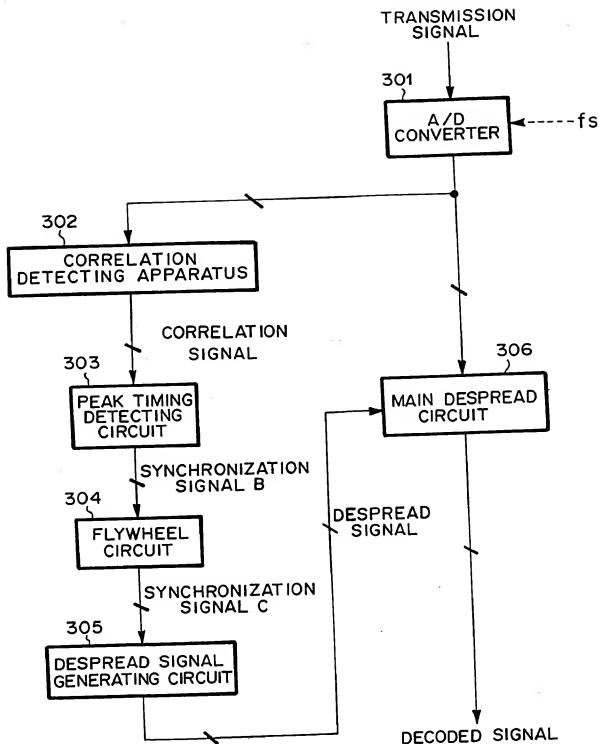 TRANSMISSION
SIGNAL
301
A/D
CONVERTER
fs
302
CORRELATION
DETECTING APPARATUS
CORRELATION
SIGNAL
303
PEAK TIMING
DETECTING
CIRCUIT
306
MAIN DESPREAD
CIRCUIT
SYNCHRONIZATION
SIGNAL B
304
FLYWHEEL
CIRCUIT
DESPREAD
SIGNAL
SYNCHRONIZATION
SIGNAL C
305
DESPREAD SIGNAL
GENERATING CIRCUIT
DECODED SIGNAL